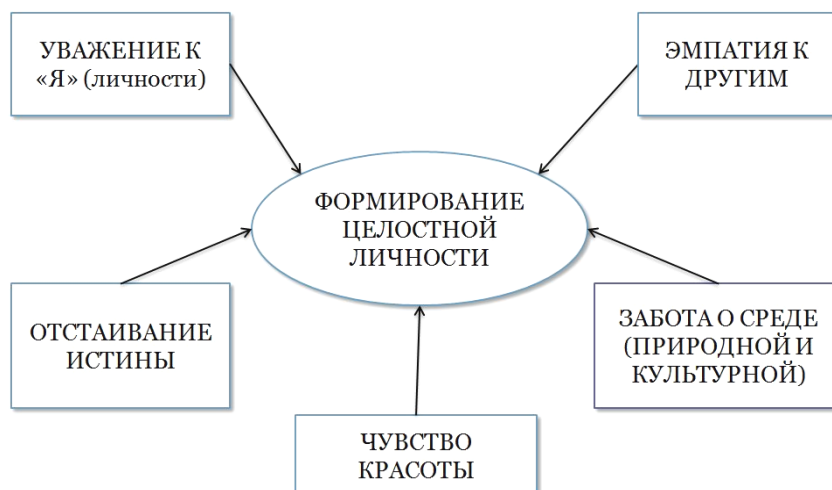 УВАЖЕНИЕ К
«Я» (личности)
ЭМПАТИЯ К
ДРУГИМ
ФОРМИРОВАНИЕ
ЦЕЛОСТНОЙ
ЛИЧНОСТИ
ОТСТАИВАНИЕ
ИСТИНЫ
ЗАБОТА О СРЕДЕ
(ПРИРОДНОЙ И
КУЛЬТУРНОЙ)
ЧУВСТВО
КРАСОТЫ